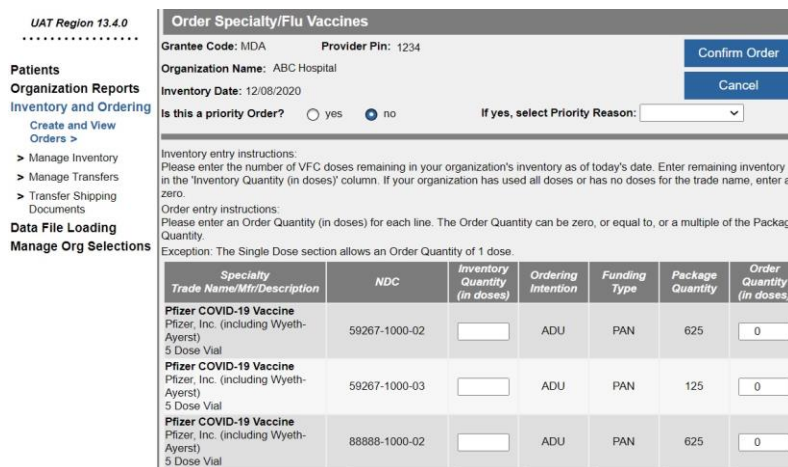 UAT Region 13.4.0
Patients
Organization Reports
Inventory and Ordering
Create and View
Orders >
> Manage Inventory
> Manage Transfers
> Transfer Shipping
Documents
Data File Loading
Manage Org Selections
Order Specialty/Flu Vaccines
Grantee Code: MDA Provider Pin: 1234
Confirm Order
Organization Name: ABC Hospital
Cancel
Inventory Date: 12/08/2020
Is this a priority Order? yes no If yes, select Priority Reason:
Inventory entry instructions:
Please enter the number of VFC doses remaining in your organization's inventory as of today's date. Enter remaining inventory
in the 'Inventory Quantity (in doses)' column. If your organization has used all doses or has no doses for the trade name, enter a
zero.
Order entry instructions:
Please enter an Order Quantity (in doses) for each line. The Order Quantity can be zero, or equal to, or a multiple of the Packag
Quantity.
Exception: The Single Dose section allows an Order Quantity of 1 dose.
Specialty
Trade Name/Mfr/Description
NDC
Inventory
Quantity
(in doses)
Ordering
Intention
Funding
Type
Package
Quantity
Order
Quantity
(in doses
Pfizer COVID-19 Vaccine
Pfizer, Inc. (including Wyeth-
Ayerst)
5 Dose Vial
59267-1000-02 ADU PAN 625 0
Pfizer COVID-19 Vaccine
Pfizer, Inc. (including Wyeth-
Ayerst)
5 Dose Vial
59267-1000-03 ADU PAN 125 0
Pfizer COVID-19 Vaccine
Pfizer, Inc. (including Wyeth-
Ayerst)
5 Dose Vial
88888-1000-02 ADU PAN 625 0